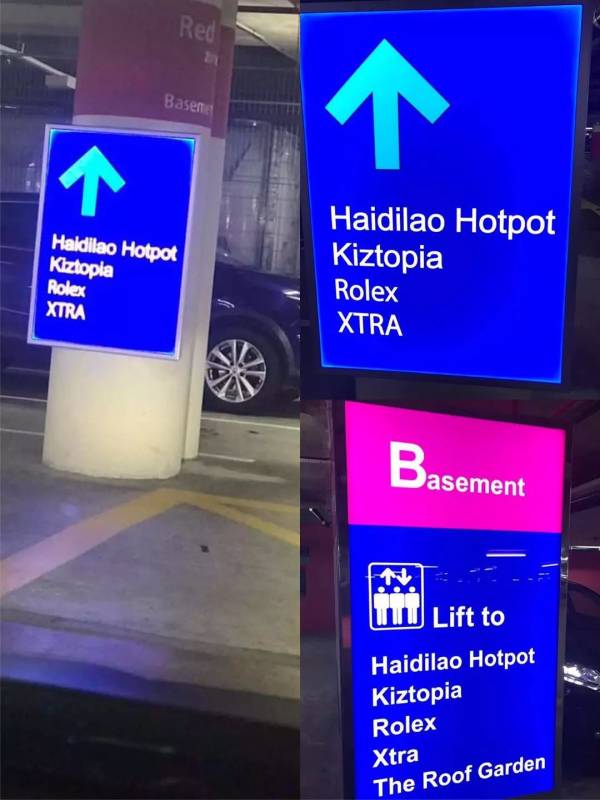 Red
Baseme
Haidilao Hotpot
Kiztopia
Rolex
XTRA
Haidilao Hotpot
Kiztopia
Rolex
XTRA
Basement
Lift to
Haidilao Hotpot
Kiztopia
Rolex
Xtra
The Roof Garden